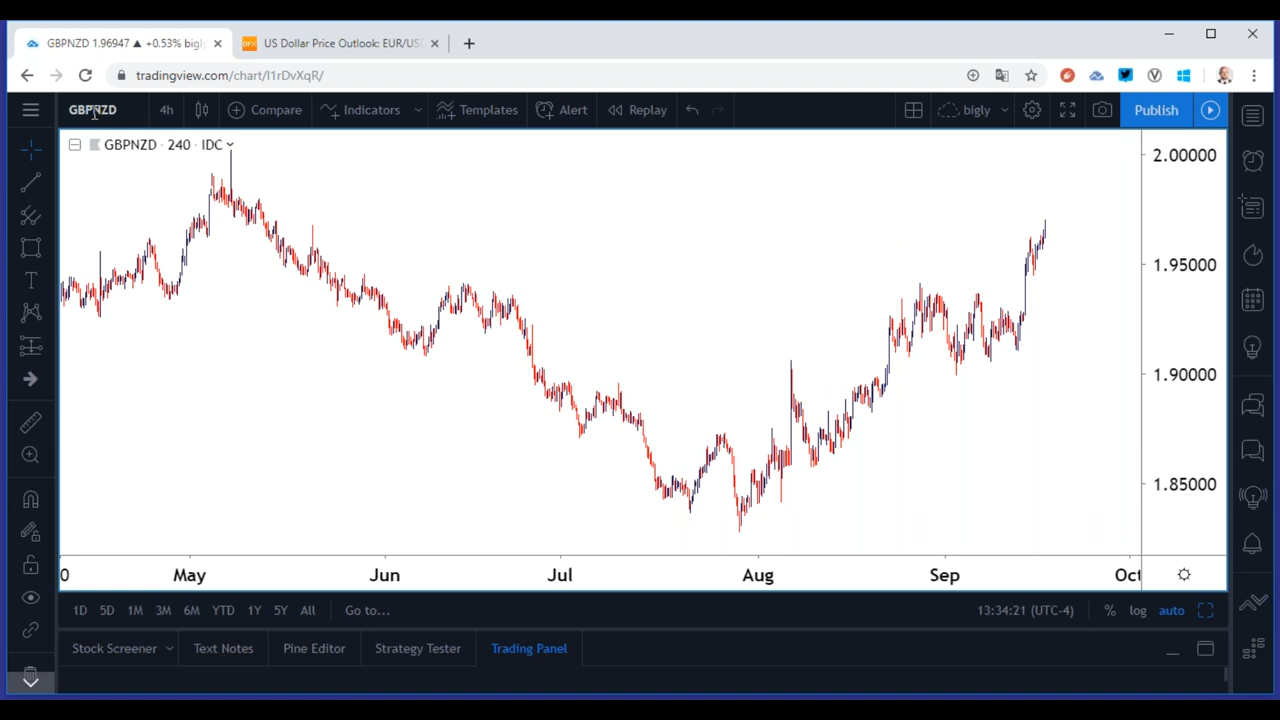 GBPNZD 1.96947 ▲ +0.53% bigly
US Dollar Price Outlook: EUR/USD
tradingview.com/chart/l1rDvXqR/
GBPNZD 4h Compare Indicators Templates Alert Replay bigly Publish
GBPNZD · 240 · IDC
2.00000
1.95000
1.90000
1.85000
0 May Jun Jul Aug Sep Oct
1D 5D 1M 3M 6M YTD 1Y 5Y All Go to... 13:34:21 (UTC-4) % log auto
Stock Screener Text Notes Pine Editor Strategy Tester Trading Panel